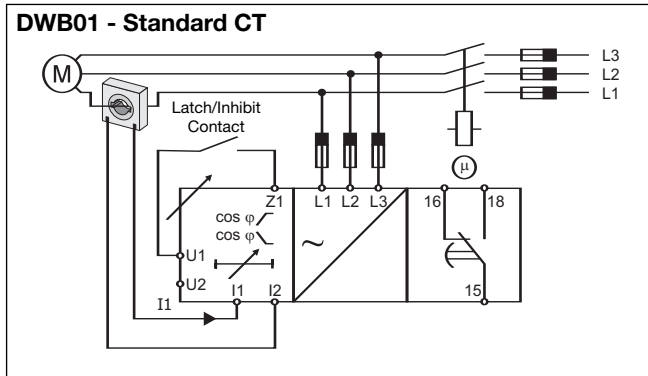 DWB01 - Standard CT
L3
M
L2
L1
Latch/Inhibit
Contact
µ
Z1
L1 L2 L3
16
18
cos φ
cos φ
~
U1
U2
I1
I1
I2
15